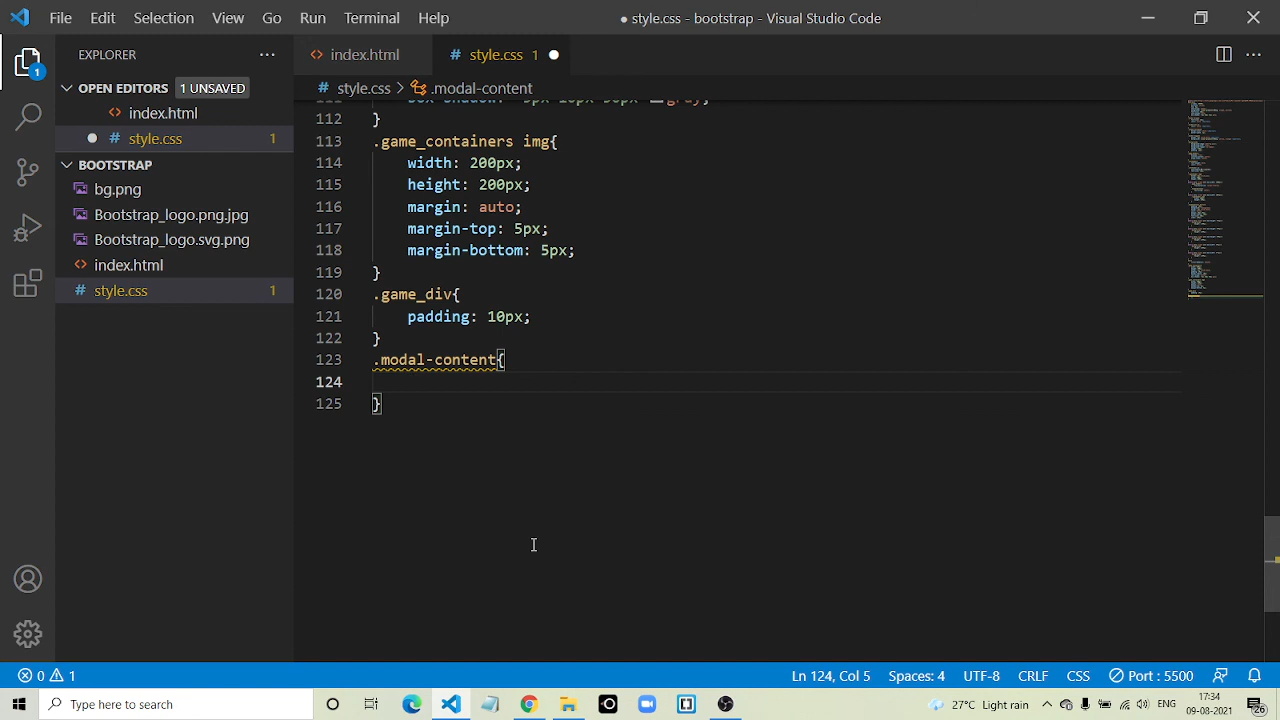 File Edit Selection View Go Run Terminal Help
● style.css - bootstrap - Visual Studio Code
EXPLORER ···
index.html
# style.css 1
OPEN EDITORS 1 UNSAVED
# style.css > .modal-content
<> index.html
# style.css 1
BOOTSTRAP
bg.png
Bootstrap_logo.png.jpg
Bootstrap_logo.svg.png
<> index.html
# style.css 1
1
112 }
113 .game_containers img{
114 width: 200px;
115 height: 200px;
116 margin: auto;
117 margin-top: 5px;
118 margin-bottom: 5px;
119 }
120 .game_div{
121 padding: 10px;
122 }
123 .modal-content{
124
125 }
0 1
Ln 124, Col 5 Spaces: 4 UTF-8 CRLF CSS Port : 5500
Type here to search
27°C Light rain ENG 17:34
09-08-2021